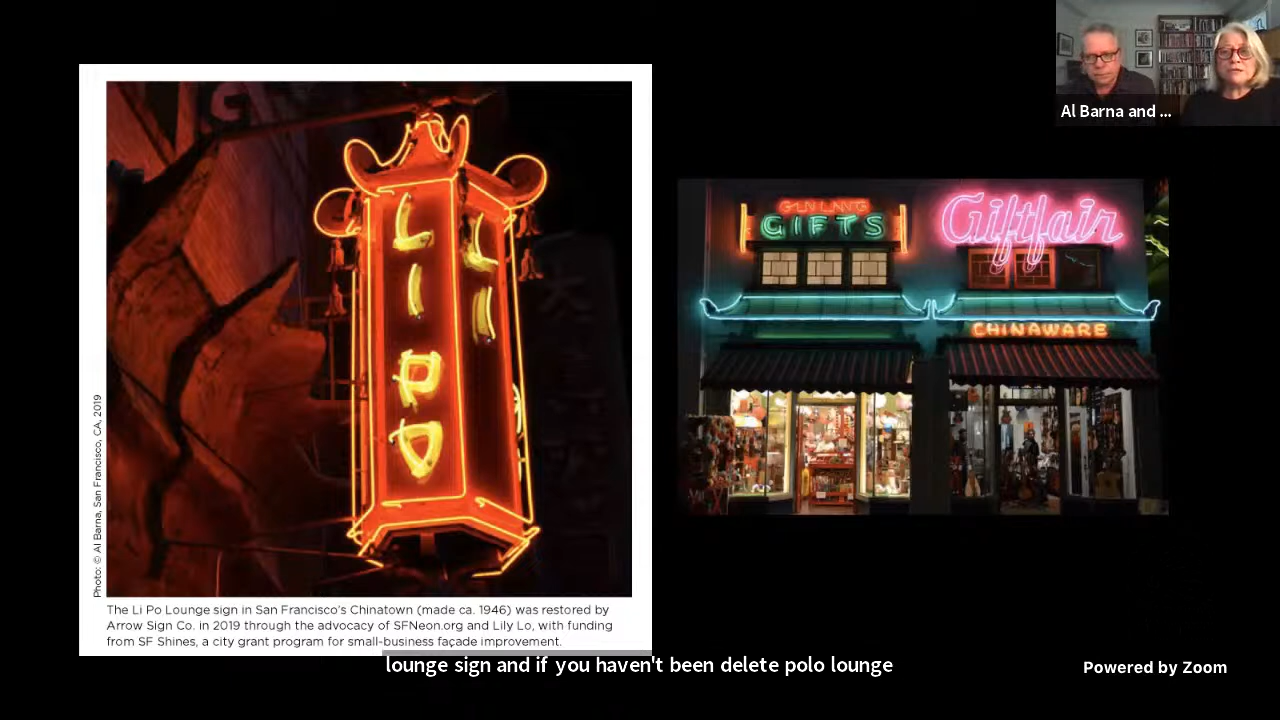 Al Barna and ...
LI PO
LI
GIFTS
Giftfair
CHINAWARE
Photo: © Al Barna, San Francisco, CA, 2019
The Li Po Lounge sign in San Francisco's Chinatown (made ca. 1946) was restored by
Arrow Sign Co. in 2019 through the advocacy of SFNeon.org and Lily Lo, with funding
from SF Shines, a city grant program for small-business façade improvement.
lounge sign and if you haven't been delete polo lounge
Powered by Zoom